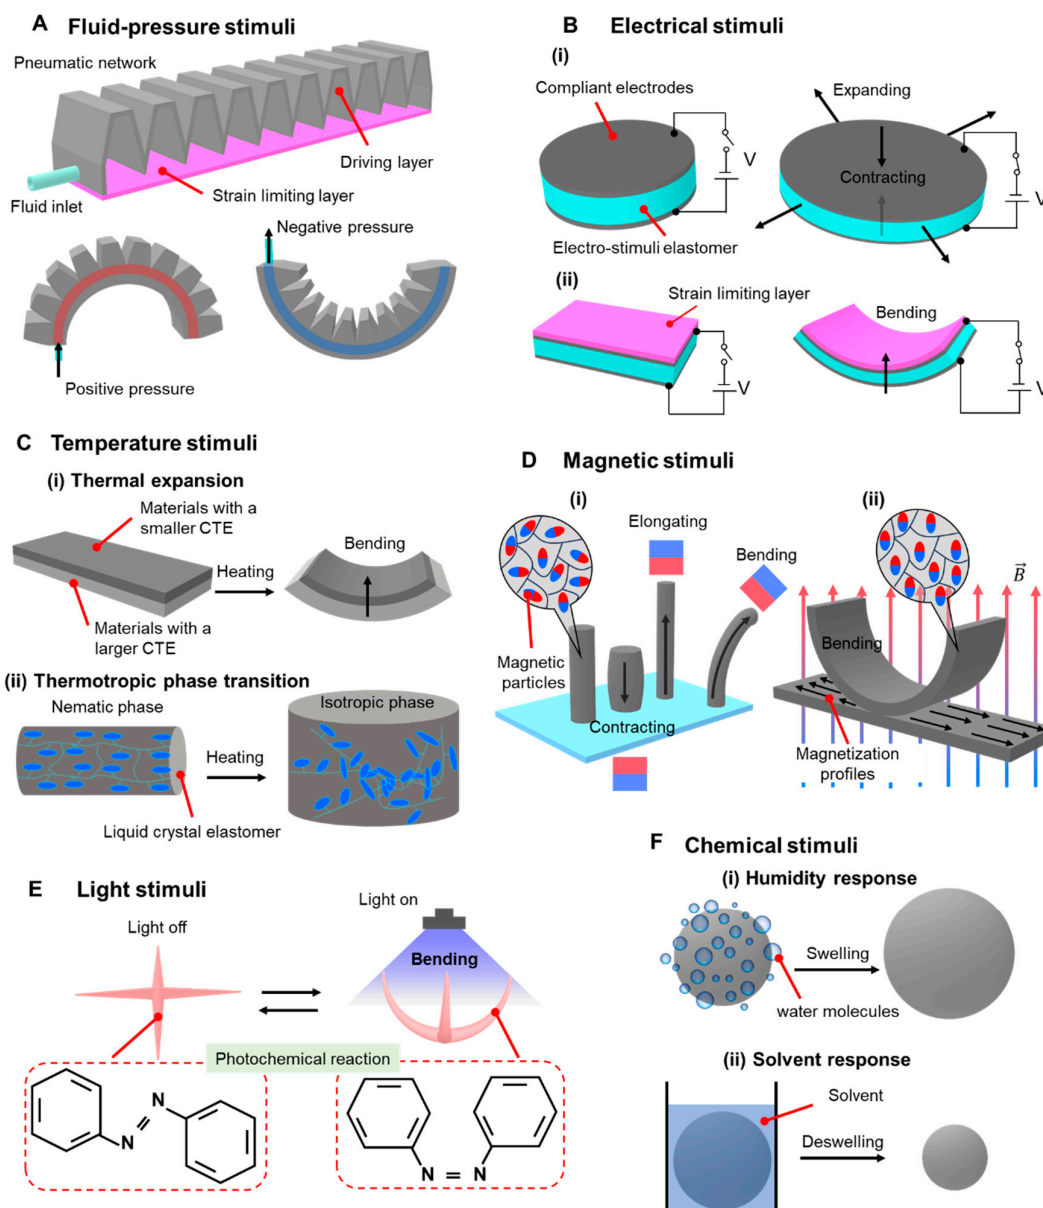 A Fluid-pressure stimuli
Pneumatic network
Driving layer
Strain limiting layer
Fluid inlet
Negative pressure
Positive pressure
B Electrical stimuli
(i)
Compliant electrodes
V
Electro-stimuli elastomer
Expanding
Contracting
V
(ii)
Strain limiting layer
V
Bending
V
C Temperature stimuli
(i) Thermal expansion
Materials with a
smaller CTE
Heating
Bending
Materials with a
larger CTE
(ii) Thermotropic phase transition
Nematic phase
Heating
Isotropic phase
Liquid crystal elastomer
D Magnetic stimuli
(i)
Elongating
Bending
Magnetic
particles
Contracting
(ii)
B
Bending
Magnetization
profiles
E Light stimuli
Light off
Light on
Bending
Photochemical reaction
N
N
N = N
F Chemical stimuli
(i) Humidity response
Swelling
water molecules
(ii) Solvent response
Solvent
Deswelling